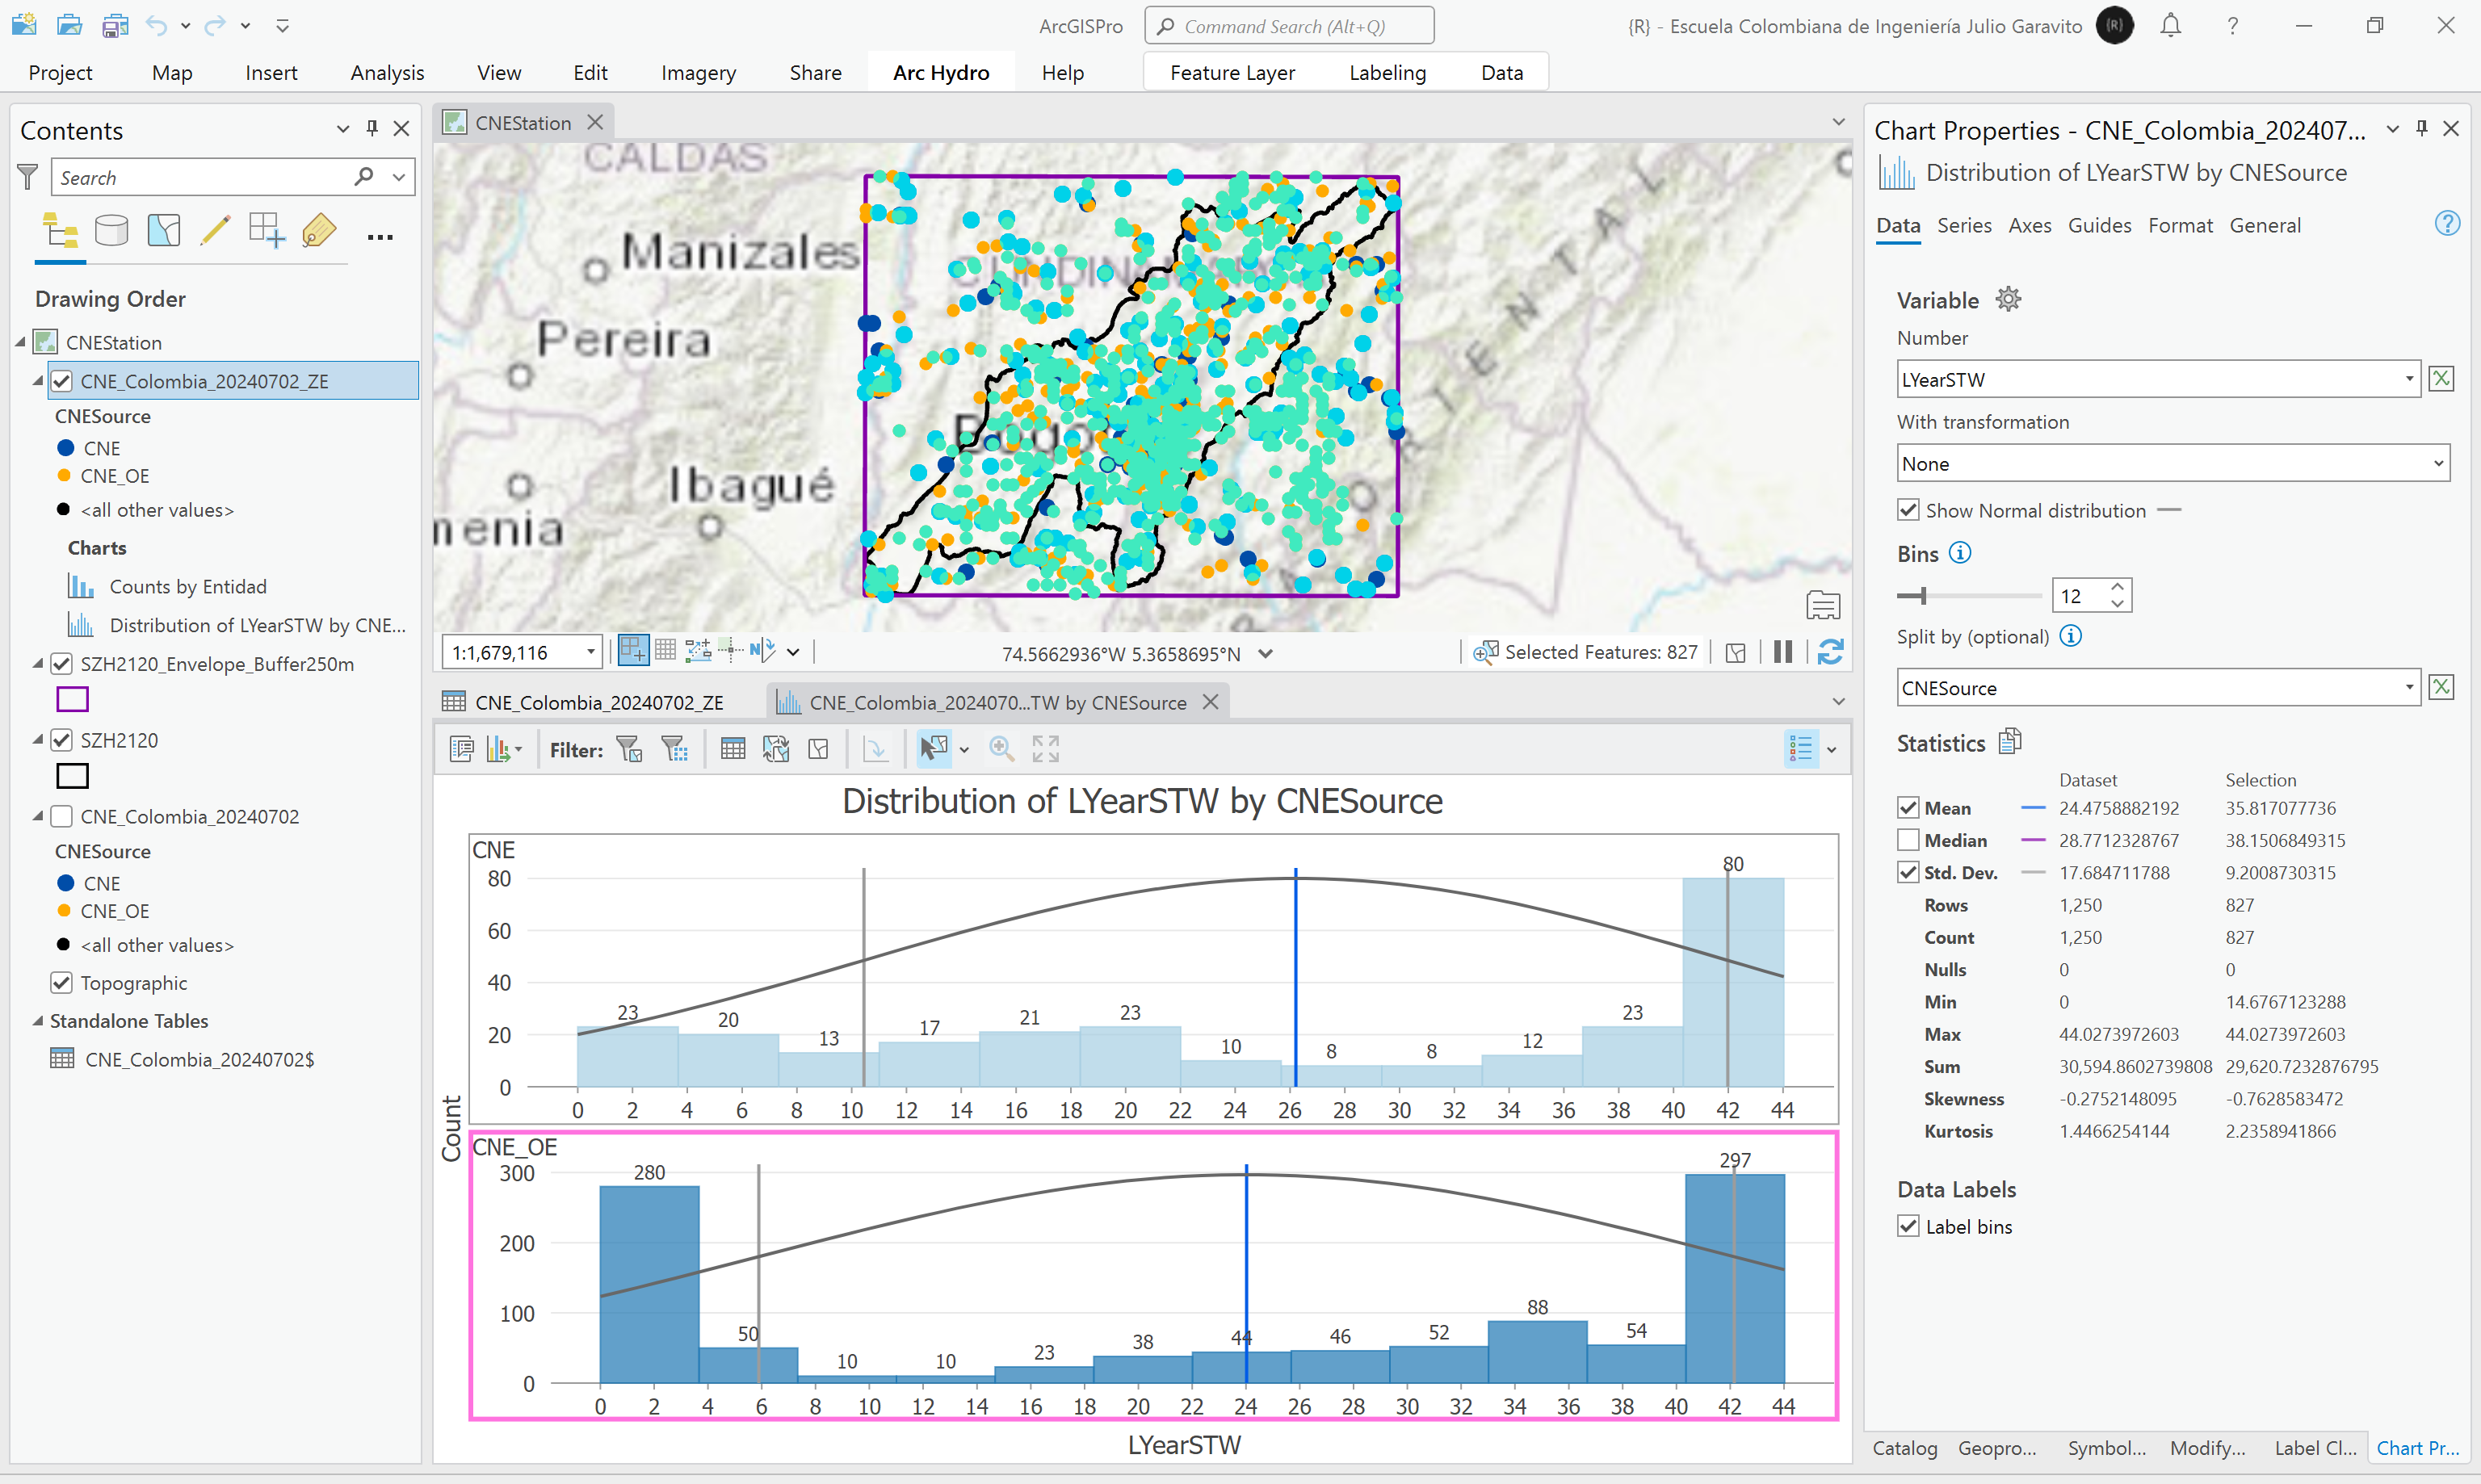 ArcGISPro
Command Search (Alt+Q)
{R} - Escuela Colombiana de Ingeniería Julio Garavito
{R}
Project Map Insert Analysis View Edit Imagery Share Arc Hydro Help Feature Layer Labeling Data
Contents
Search
Drawing Order
CNEStation
CNE_Colombia_20240702_ZE
CNESource
CNE
CNE_OE
<all other values>
Charts
Counts by Entidad
Distribution of LYearSTW by CNE...
SZH2120_Envelope_Buffer250m
SZH2120
CNE_Colombia_20240702
CNESource
CNE
CNE_OE
<all other values>
Topographic
Standalone Tables
CNE_Colombia_20240702$
CNEStation
CALDAS
Manizales
Pereira
Ibagué
menia
1:1,679,116
74.5662936°W 5.3658695°N
Selected Features: 827
CNE_Colombia_20240702_ZE
CNE_Colombia_2024070...TW by CNESource
Filter:
Distribution of LYearSTW by CNESource
CNE
80
60
40
20
0
23 20 13 17 21 23 10 8 8 12 23 80
0 2 4 6 8 10 12 14 16 18 20 22 24 26 28 30 32 34 36 38 40 42 44
Count
CNE_OE
300
200
100
0
280 50 10 10 23 38 44 46 52 88 54 297
0 2 4 6 8 10 12 14 16 18 20 22 24 26 28 30 32 34 36 38 40 42 44
LYearSTW
Chart Properties - CNE_Colombia_202407...
Distribution of LYearSTW by CNESource
Data Series Axes Guides Format General
Variable
Number
LYearSTW
With transformation
None
Show Normal distribution
Bins
12
Split by (optional)
CNESource
Statistics
Dataset Selection
Mean 24.4758882192 35.817077736
Median 28.7712328767 38.1506849315
Std. Dev. 17.684711788 9.2008730315
Rows 1,250 827
Count 1,250 827
Nulls 0 0
Min 0 14.6767123288
Max 44.0273972603 44.0273972603
Sum 30,594.8602739808 29,620.7232876795
Skewness -0.2752148095 -0.7628583472
Kurtosis 1.4466254144 2.2358941866
Data Labels
Label bins
Catalog Geopro... Symbol... Modify... Label Cl... Chart Pr...